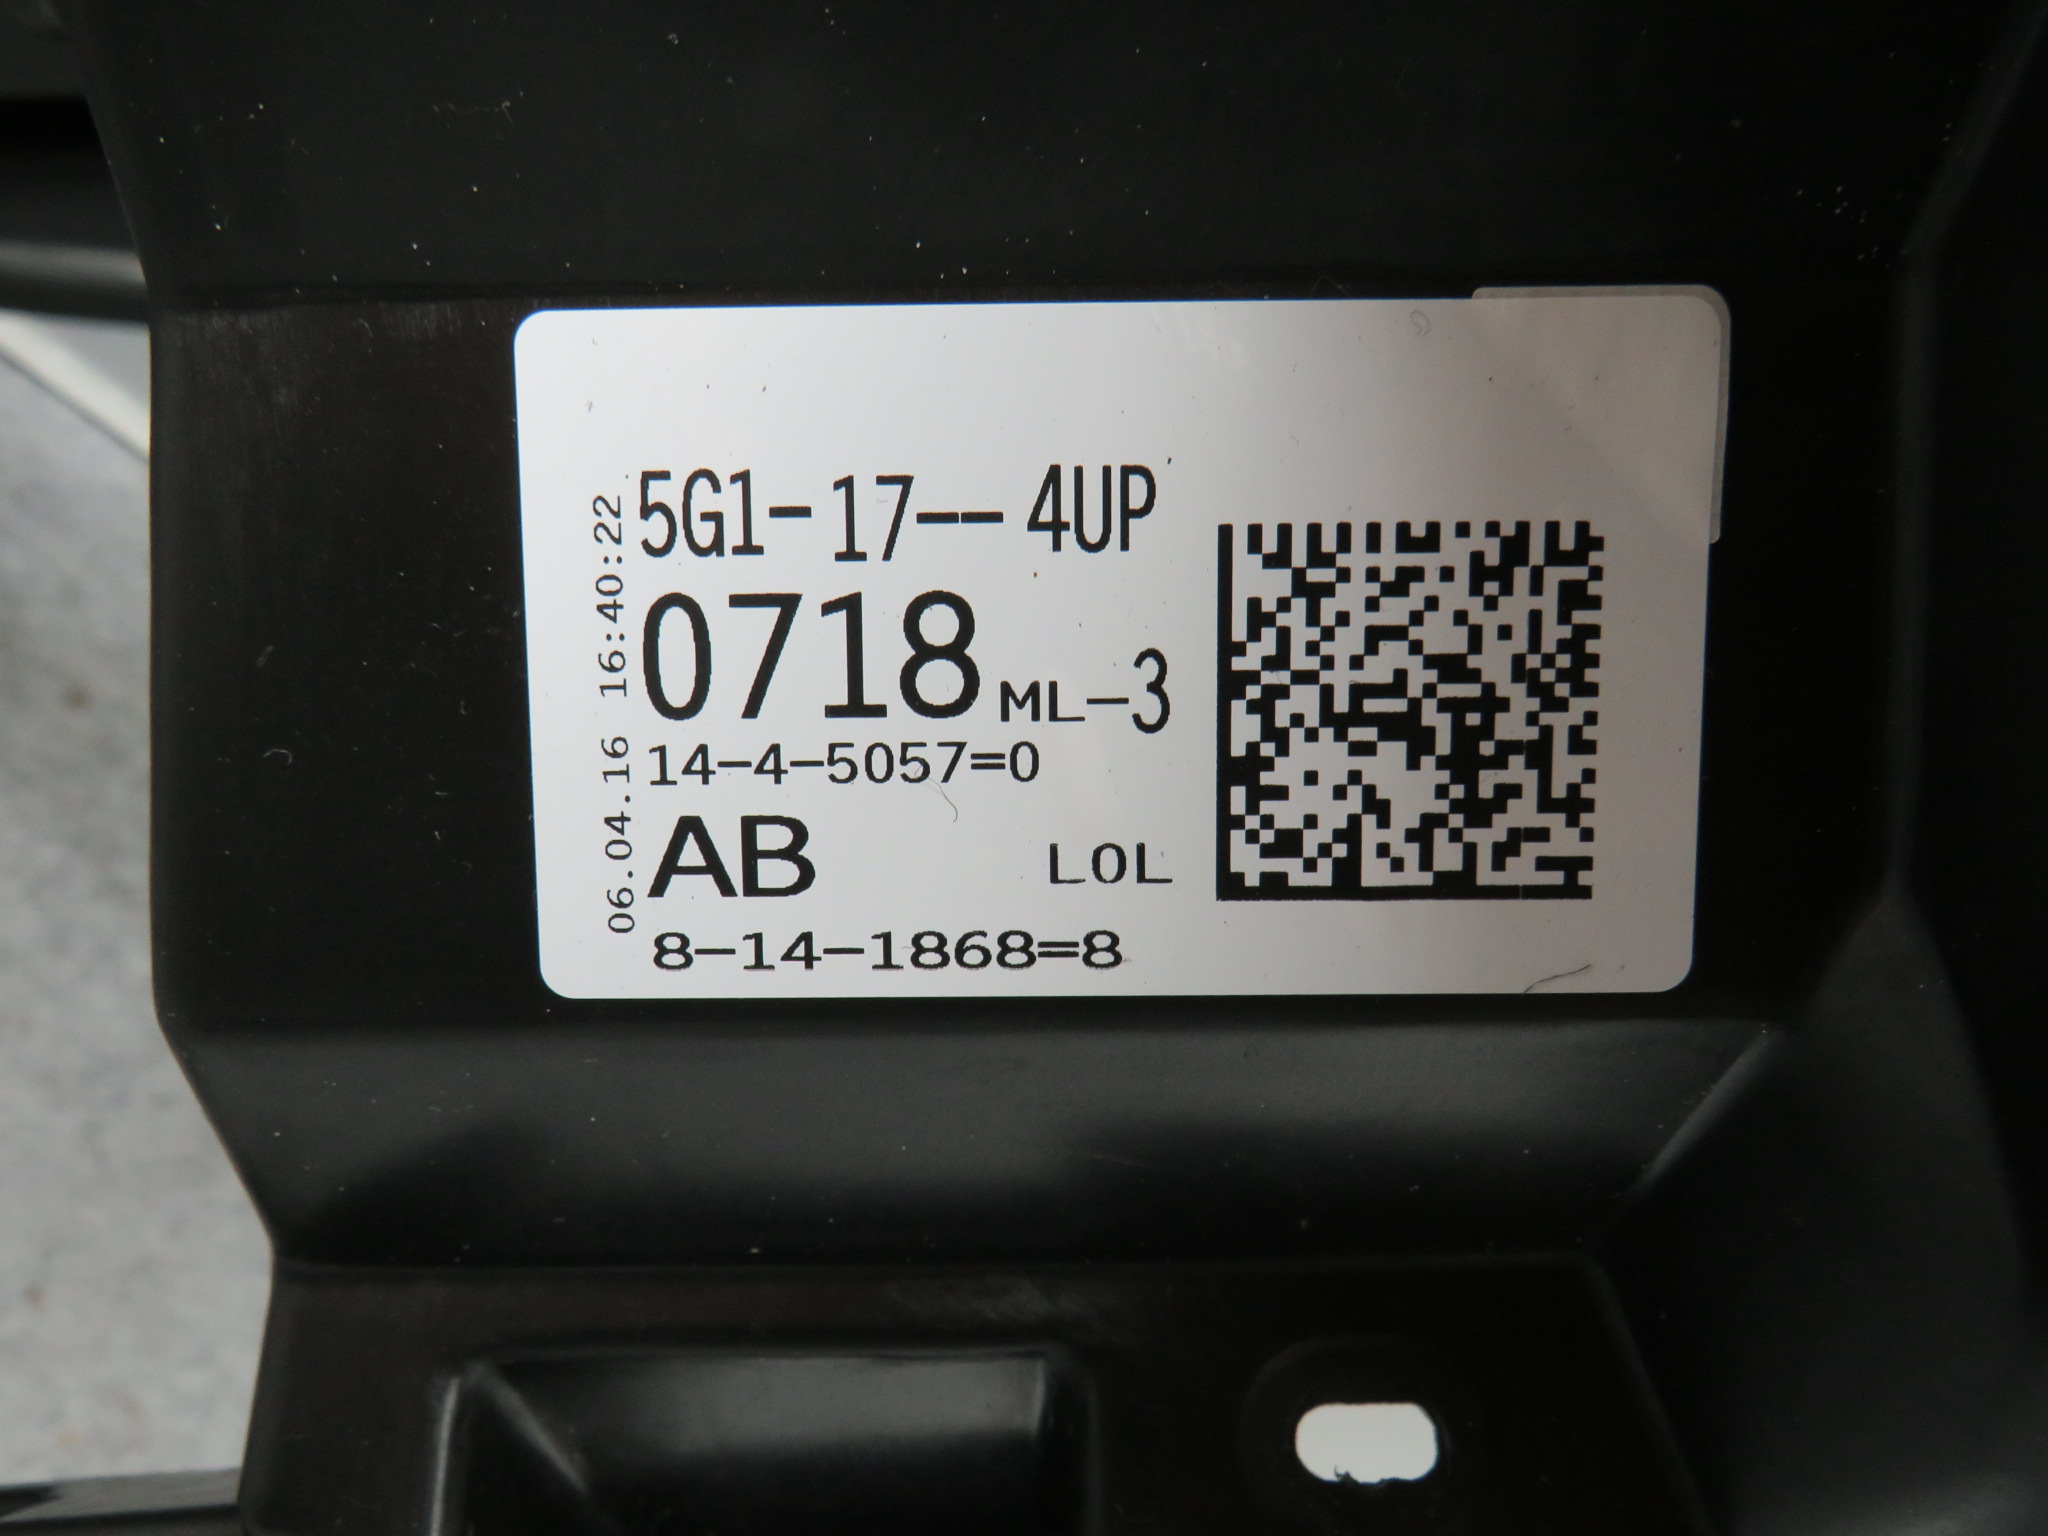 06.04.16 16:40:22
5G1-17--4UP
0718 ML-3
14-4-5057=0
AB LOL
8-14-1868=8